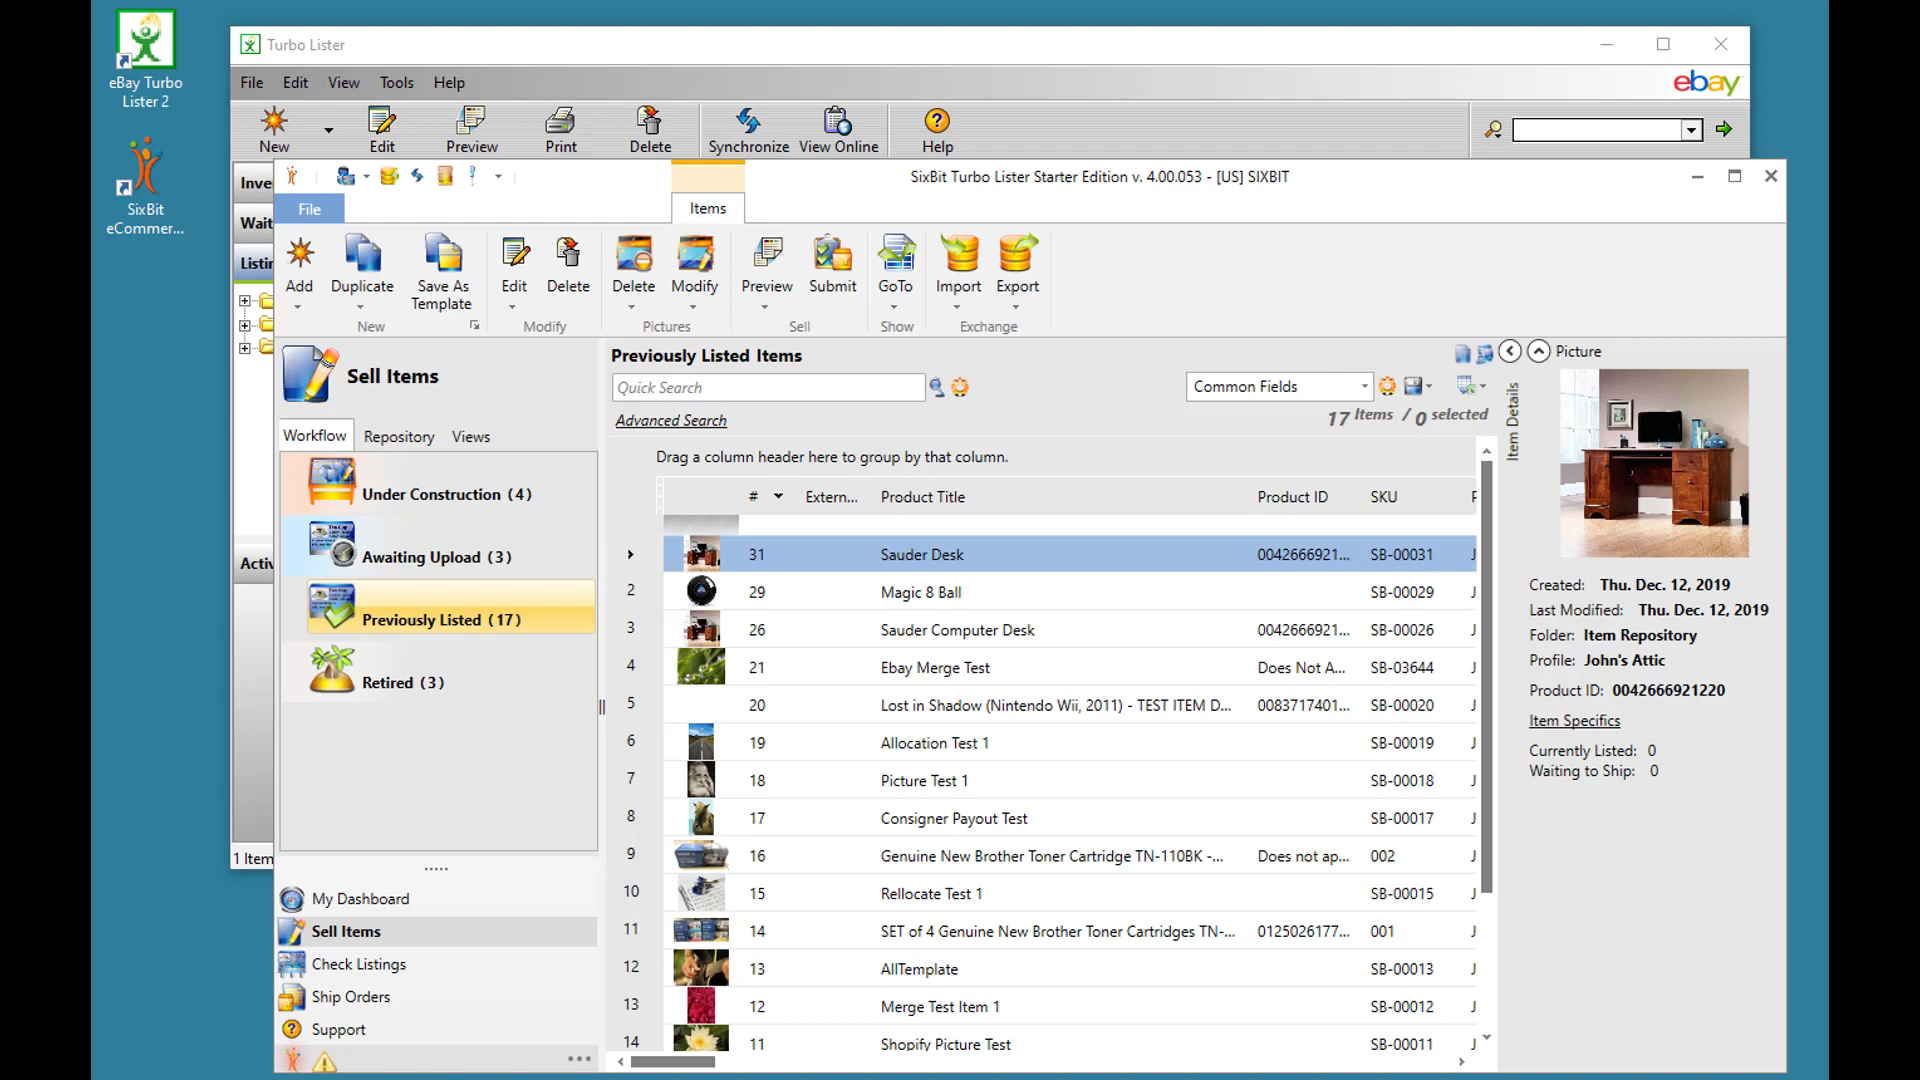 eBay Turbo
Lister 2
SixBit
eCommer...
Turbo Lister
File Edit View Tools Help
ebay
New Edit Preview Print Delete Synchronize View Online Help
Inve
Wait
Listin
Activ
1 Item
SixBit Turbo Lister Starter Edition v. 4.00.053 - [US] SIXBIT
File Items
Add Duplicate Save As Template Edit Delete Delete Modify Preview Submit GoTo Import Export
New Modify Pictures Sell Show Exchange
Sell Items
Workflow Repository Views
Under Construction (4)
Awaiting Upload (3)
Previously Listed (17)
Retired (3)
My Dashboard
Sell Items
Check Listings
Ship Orders
Support
Previously Listed Items
Quick Search
Common Fields
Advanced Search
17 Items / 0 selected
Drag a column header here to group by that column.
# Extern... Product Title Product ID SKU
31 Sauder Desk 0042666921... SB-00031 J
2 29 Magic 8 Ball SB-00029 J
3 26 Sauder Computer Desk 0042666921... SB-00026 J
4 21 Ebay Merge Test Does Not A... SB-03644 J
5 20 Lost in Shadow (Nintendo Wii, 2011) - TEST ITEM D... 0083717401... SB-00020 J
6 19 Allocation Test 1 SB-00019 J
7 18 Picture Test 1 SB-00018 J
8 17 Consigner Payout Test SB-00017 J
9 16 Genuine New Brother Toner Cartridge TN-110BK -... Does not ap... 002 J
10 15 Rellocate Test 1 SB-00015 J
11 14 SET of 4 Genuine New Brother Toner Cartridges TN-... 0125026177... 001 J
12 13 AllTemplate SB-00013 J
13 12 Merge Test Item 1 SB-00012 J
14 11 Shopify Picture Test SB-00011 J
Item Details
Picture
Created: Thu. Dec. 12, 2019
Last Modified: Thu. Dec. 12, 2019
Folder: Item Repository
Profile: John's Attic
Product ID: 0042666921220
Item Specifics
Currently Listed: 0
Waiting to Ship: 0